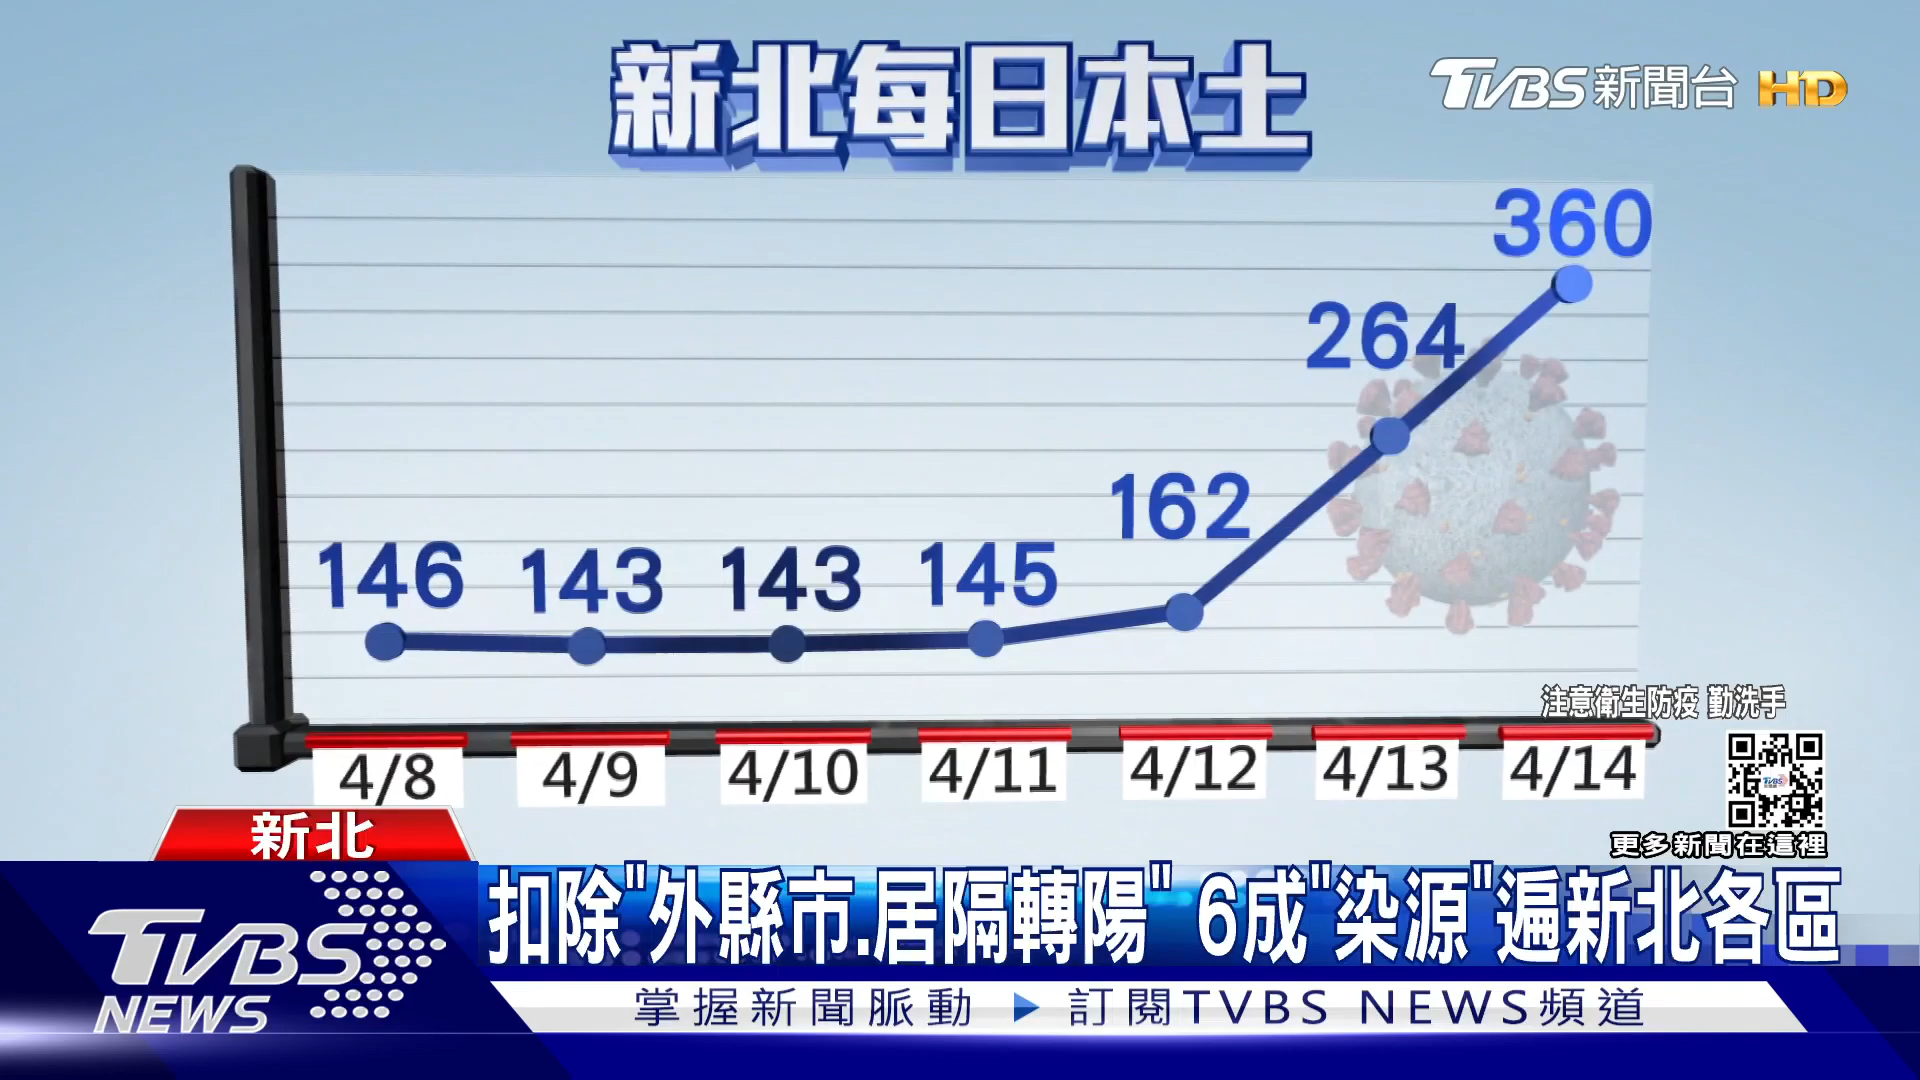 新北每日本土
TVBS新聞台 HD
360
264
162
146 143 143 145
4/8 4/9 4/10 4/11 4/12 4/13 4/14
注意衛生防疫 勤洗手
TVBS
更多新聞在這裡
新北
扣除"外縣市.居隔轉陽" 6成"染源"遍新北各區
TVBS
NEWS
掌握新聞脈動 ▶ 訂閱TVBS NEWS頻道